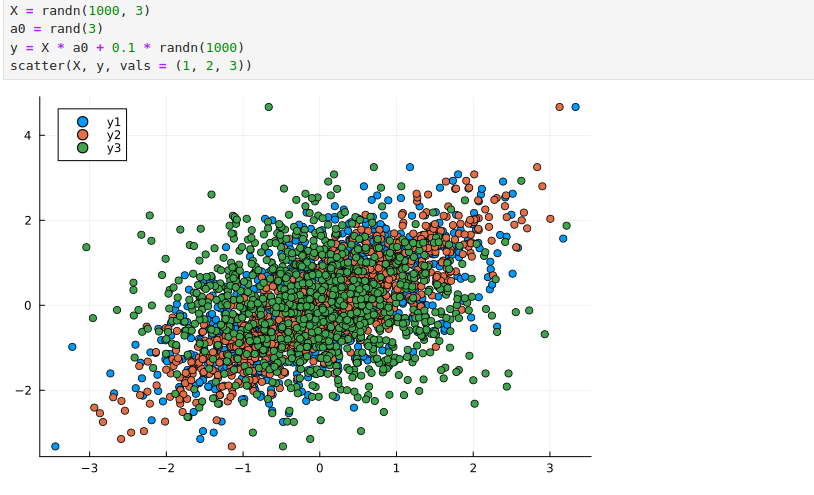 X = randn(1000, 3)
a0 = rand(3)
y = X * a0 + 0.1 * randn(1000)
scatter(X, y, vals = (1, 2, 3))
y1
y2
y3
4
2
0
−2
−3 −2 −1 0 1 2 3